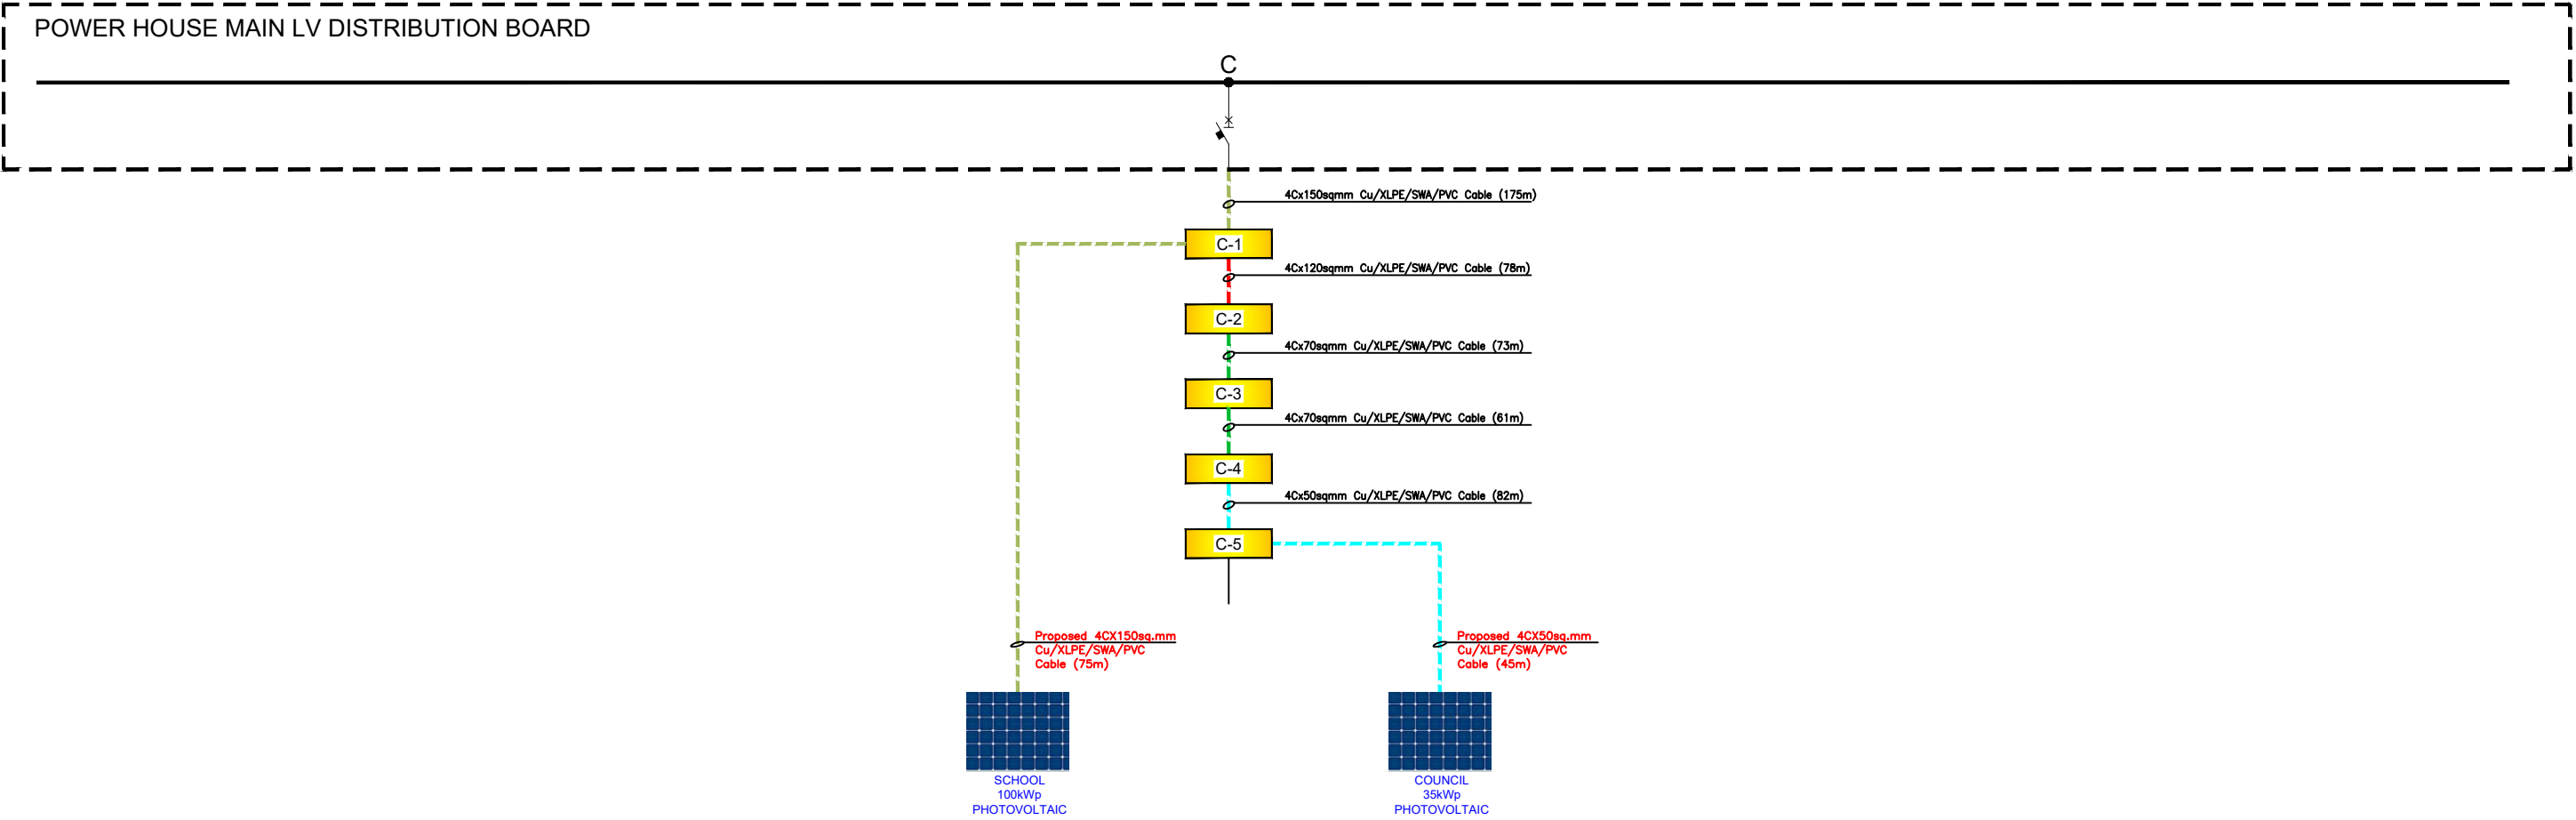 POWER HOUSE MAIN LV DISTRIBUTION BOARD
C
4Cx150sqmm Cu/XLPE/SWA/PVC Cable (175m)
C-1
4Cx120sqmm Cu/XLPE/SWA/PVC Cable (78m)
C-2
4Cx70sqmm Cu/XLPE/SWA/PVC Cable (73m)
C-3
4Cx70sqmm Cu/XLPE/SWA/PVC Cable (61m)
C-4
4Cx50sqmm Cu/XLPE/SWA/PVC Cable (82m)
C-5
Proposed 4CX150sq.mm
Cu/XLPE/SWA/PVC
Cable (75m)
Proposed 4CX50sq.mm
Cu/XLPE/SWA/PVC
Cable (45m)
SCHOOL
100kWp
PHOTOVOLTAIC
COUNCIL
35kWp
PHOTOVOLTAIC